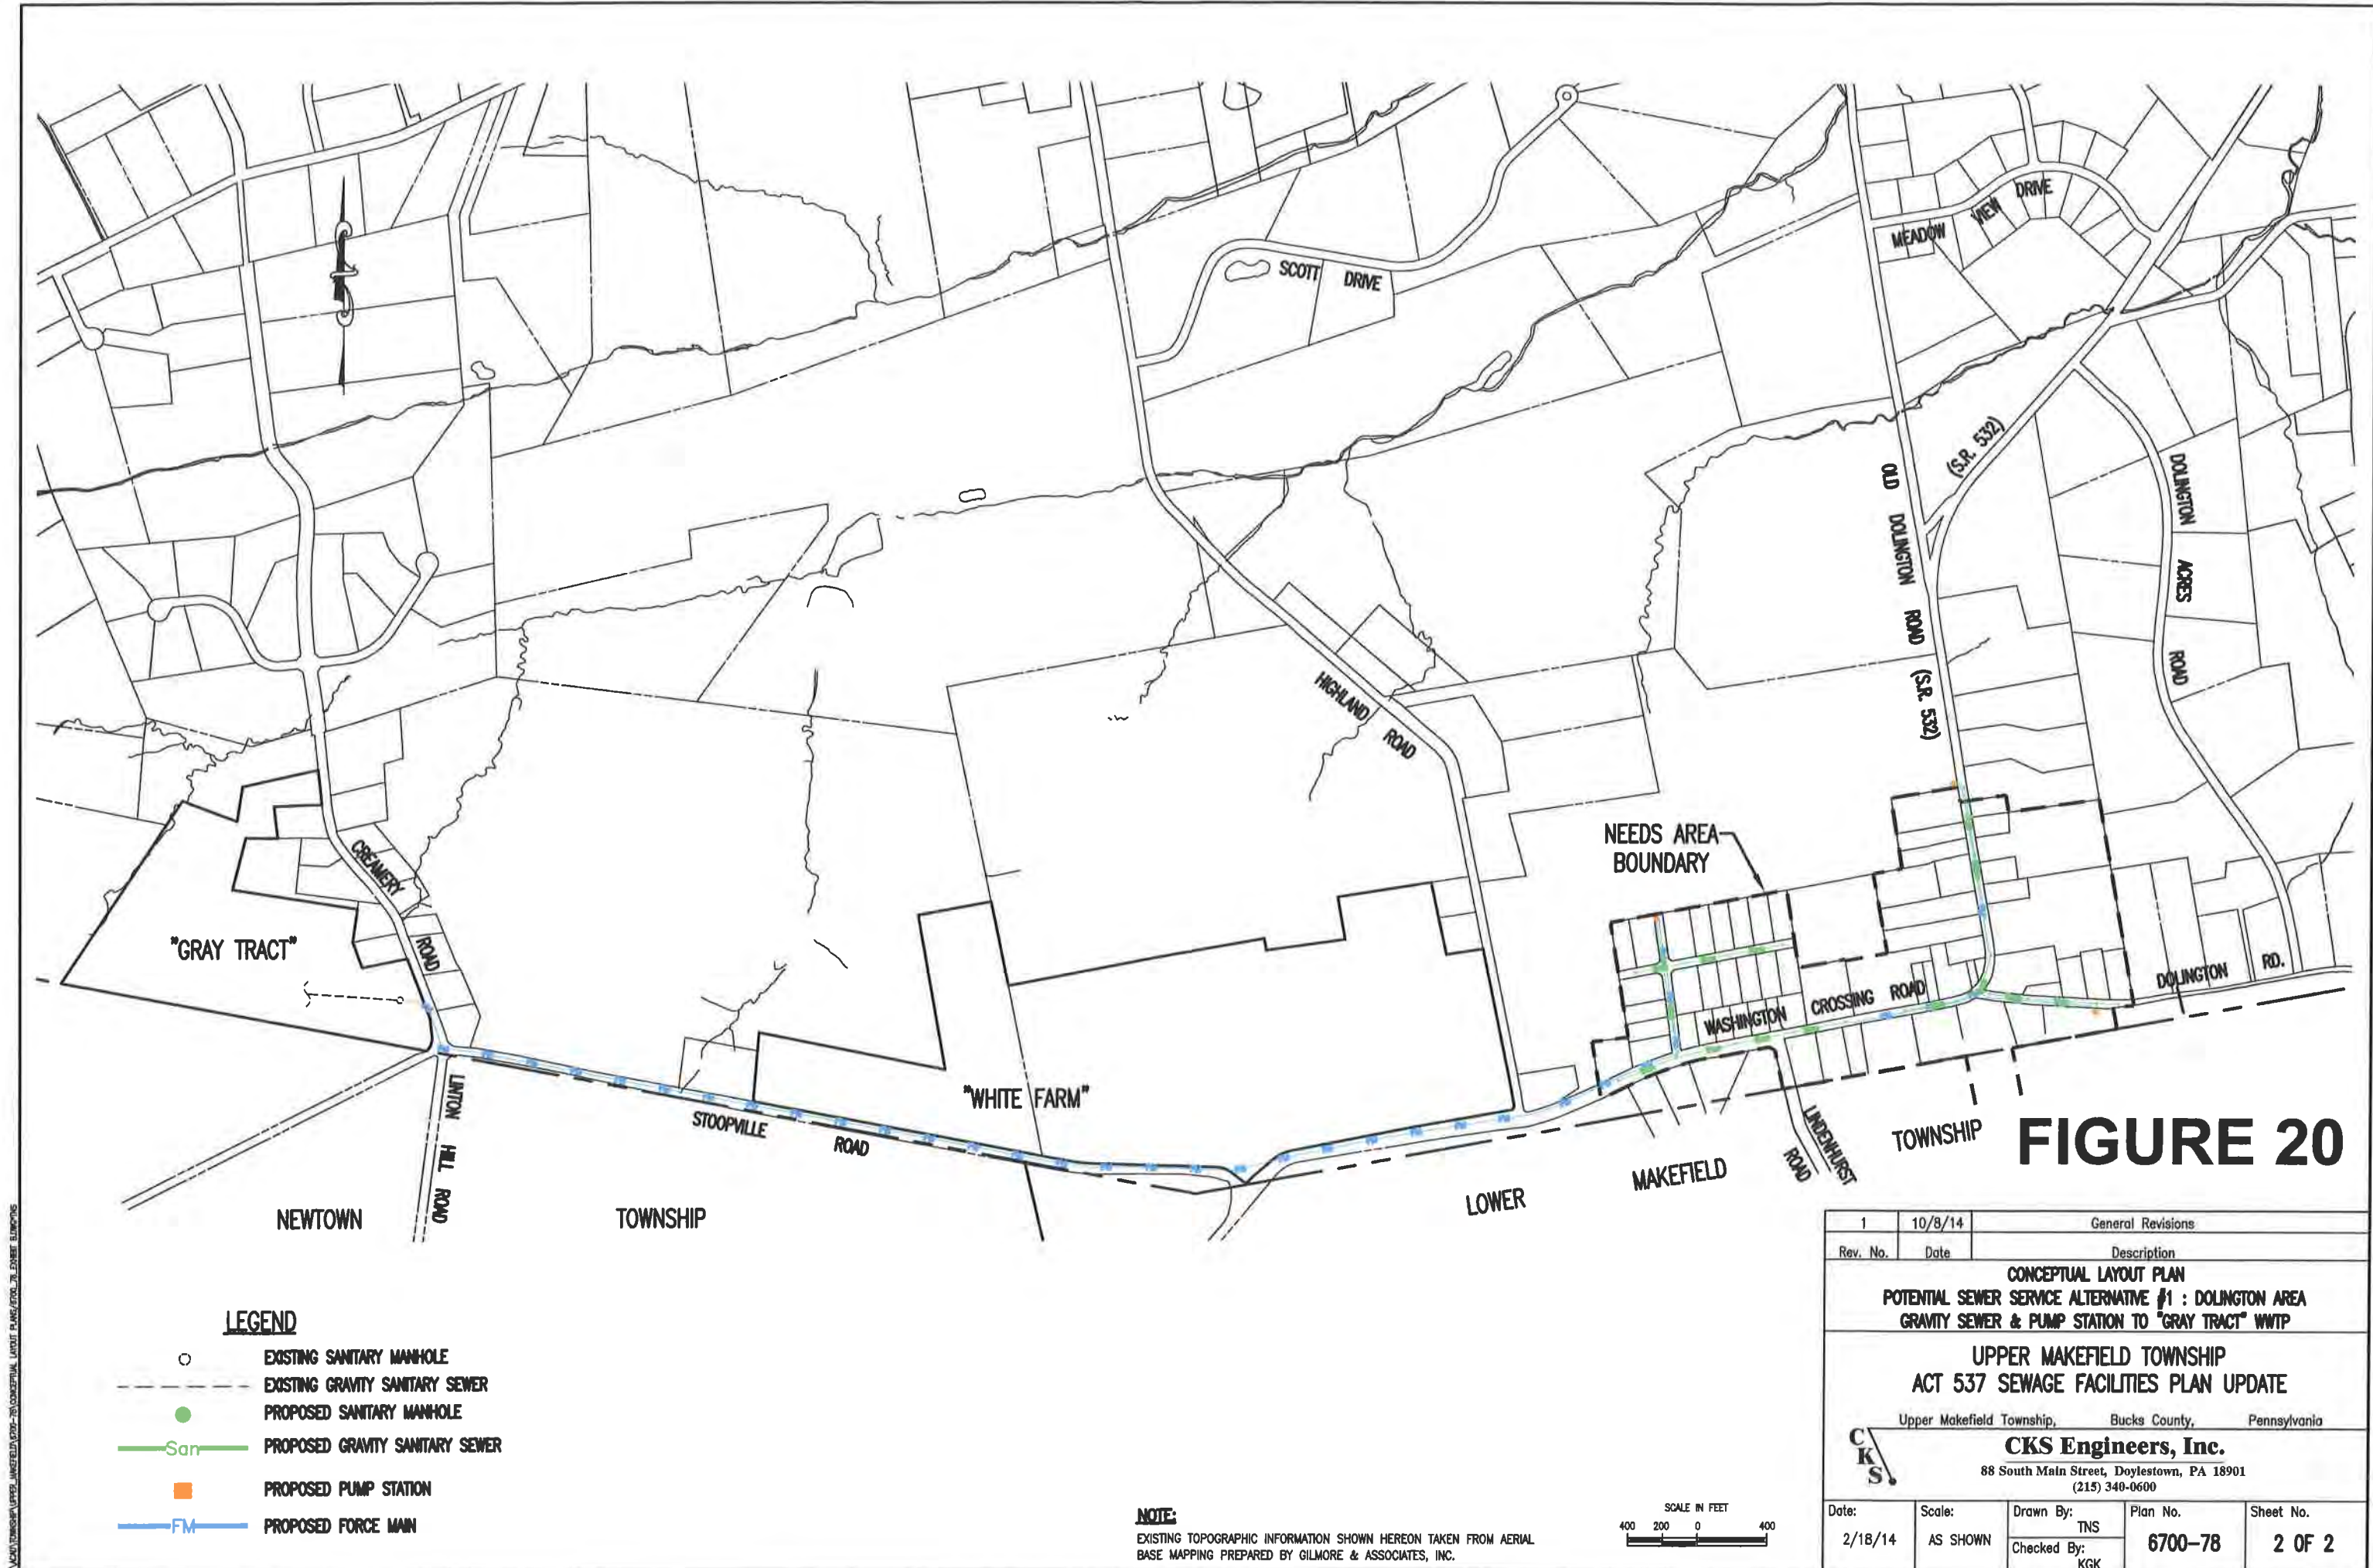 MEADOW VIEW DRIVE
SCOTT DRIVE
(S.R. 532)
OLD DOLINGTON ROAD (S.R. 532)
DOLINGTON ACRES ROAD
HIGHLAND ROAD
NEEDS AREA
BOUNDARY
CREAMERY ROAD
"GRAY TRACT"
DOLINGTON RD.
WASHINGTON CROSSING ROAD
"WHITE FARM"
LINTON HILL ROAD
STOOPVILLE ROAD
LINDENHURST
ROAD
NEWTOWN TOWNSHIP
LOWER MAKEFIELD TOWNSHIP
FIGURE 20
LEGEND
EXISTING SANITARY MANHOLE
EXISTING GRAVITY SANITARY SEWER
PROPOSED SANITARY MANHOLE
San PROPOSED GRAVITY SANITARY SEWER
PROPOSED PUMP STATION
FM PROPOSED FORCE MAIN
NOTE:
EXISTING TOPOGRAPHIC INFORMATION SHOWN HEREON TAKEN FROM AERIAL
BASE MAPPING PREPARED BY GILMORE & ASSOCIATES, INC.
SCALE IN FEET
400 200 0 400
1 10/8/14 General Revisions
Rev. No. Date Description
CONCEPTUAL LAYOUT PLAN
POTENTIAL SEWER SERVICE ALTERNATIVE #1 : DOLINGTON AREA
GRAVITY SEWER & PUMP STATION TO "GRAY TRACT" WWTP
UPPER MAKEFIELD TOWNSHIP
ACT 537 SEWAGE FACILITIES PLAN UPDATE
Upper Makefield Township, Bucks County, Pennsylvania
CKS
CKS Engineers, Inc.
88 South Main Street, Doylestown, PA 18901
(215) 340-0600
Date: Scale: Drawn By: Plan No. Sheet No.
TNS
2/18/14 AS SHOWN Checked By: 6700-78 2 OF 2
KGK